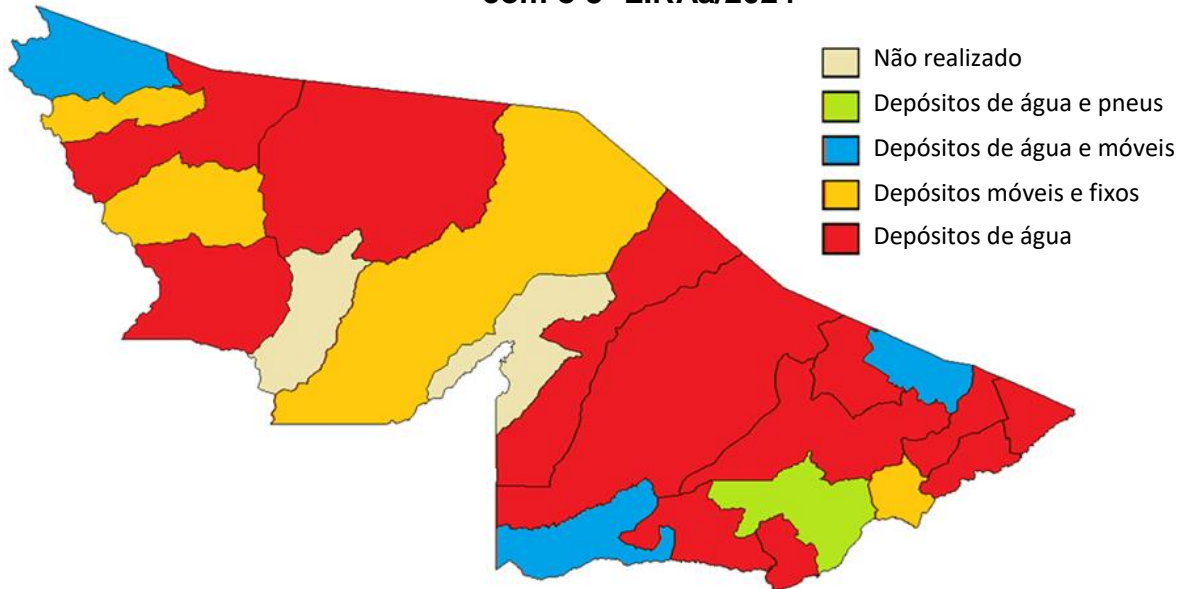 Não realizado
Depósitos de água e pneus
Depósitos de água e móveis
Depósitos móveis e fixos
Depósitos de água